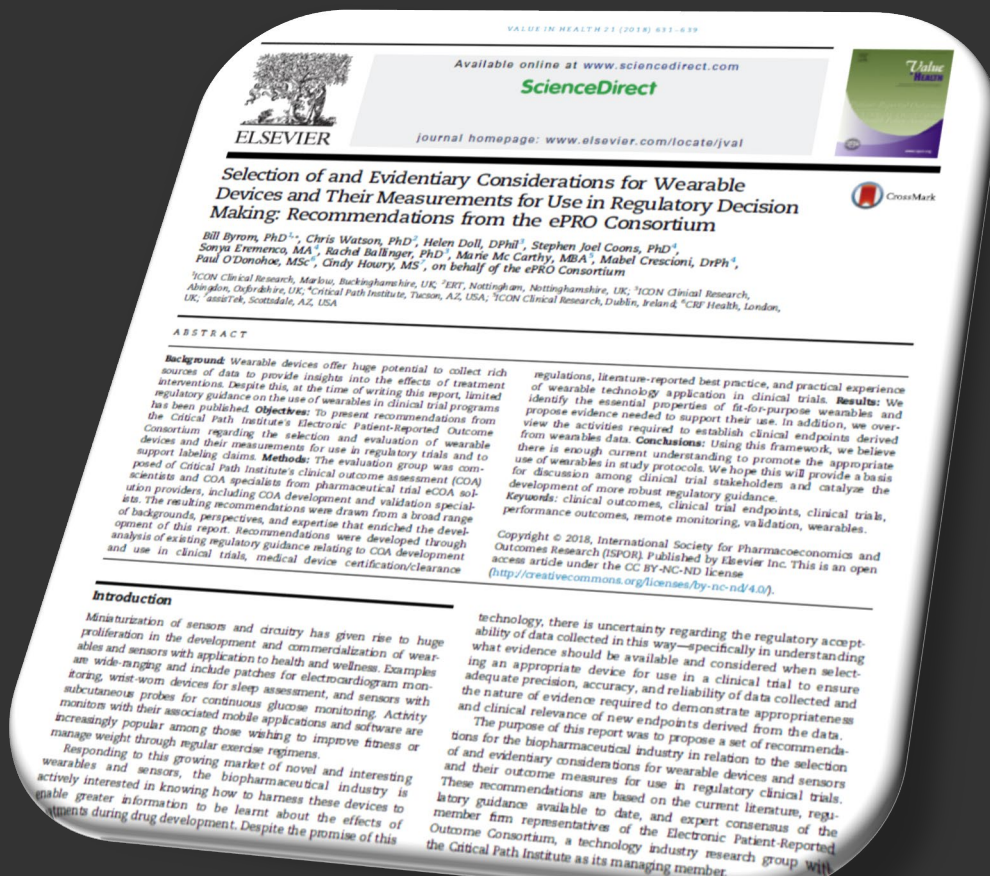 VALUE IN HEALTH 21 (2018) 631–639
Available online at www.sciencedirect.com
ScienceDirect
journal homepage: www.elsevier.com/locate/jval
ELSEVIER
Value
HEALTH
Selection of and Evidentiary Considerations for Wearable
Devices and Their Measurements for Use in Regulatory Decision
Making: Recommendations from the ePRO Consortium
CrossMark
Bill Byrom, PhD1,*, Chris Watson, PhD2, Helen Doll, DPhil3, Stephen Joel Coons, PhD4,
Sonya Eremenco, MA4, Rachel Ballinger, PhD3, Marie Mc Carthy, MBA5, Mabel Crescioni, DrPh4,
Paul O'Donohoe, MSc6, Cindy Howry, MS7, on behalf of the ePRO Consortium
1ICON Clinical Research, Marlow, Buckinghamshire, UK; 2ERT, Nottingham, Nottinghamshire, UK; 3ICON Clinical Research,
Abingdon, Oxfordshire, UK; 4Critical Path Institute, Tucson, AZ, USA; 5ICON Clinical Research, Dublin, Ireland; 6CRF Health, London,
UK; 7assisTek, Scottsdale, AZ, USA
ABSTRACT
Background: Wearable devices offer huge potential to collect rich
sources of data to provide insights into the effects of treatment
interventions. Despite this, at the time of writing this report, limited
regulatory guidance on the use of wearables in clinical trial programs
has been published. Objectives: To present recommendations from
the Critical Path Institute's Electronic Patient-Reported Outcome
Consortium regarding the selection and evaluation of wearable
devices and their measurements for use in regulatory trials and to
support labeling claims. Methods: The evaluation group was com-
posed of Critical Path Institute's clinical outcome assessment (COA)
scientists and COA specialists from pharmaceutical trial eCOA sol-
ution providers, including COA development and validation special-
ists. The resulting recommendations were drawn from a broad range
of backgrounds, perspectives, and expertise that enriched the devel-
opment of this report. Recommendations were developed through
analysis of existing regulatory guidance relating to COA development
and use in clinical trials, medical device certification/clearance
regulations, literature-reported best practice, and practical experience
of wearable technology application in clinical trials. Results: We
identify the essential properties of fit-for-purpose wearables and
propose evidence needed to support their use. In addition, we over-
view the activities required to establish clinical endpoints derived
from wearables data. Conclusions: Using this framework, we believe
there is enough current understanding to promote the appropriate
use of wearables in study protocols. We hope this will provide a basis
for discussion among clinical trial stakeholders and catalyze the
development of more robust regulatory guidance.
Keywords: clinical outcomes, clinical trial endpoints, clinical trials,
performance outcomes, remote monitoring, validation, wearables.
Copyright © 2018, International Society for Pharmacoeconomics and
Outcomes Research (ISPOR). Published by Elsevier Inc. This is an open
access article under the CC BY-NC-ND license
(http://creativecommons.org/licenses/by-nc-nd/4.0/).
Introduction
Miniaturization of sensors and circuitry has given rise to huge
proliferation in the development and commercialization of wear-
ables and sensors with application to health and wellness. Examples
are wide-ranging and include patches for electrocardiogram mon-
itoring, wrist-worn devices for sleep assessment, and sensors with
subcutaneous probes for continuous glucose monitoring. Activity
monitors with their associated mobile applications and software are
increasingly popular among those wishing to improve fitness or
manage weight through regular exercise regimens.
Responding to this growing market of novel and interesting
wearables and sensors, the biopharmaceutical industry is
actively interested in knowing how to harness these devices to
enable greater information to be learnt about the effects of
treatments during drug development. Despite the promise of this
technology, there is uncertainty regarding the regulatory accept-
ability of data collected in this way—specifically in understanding
what evidence should be available and considered when select-
ing an appropriate device for use in a clinical trial to ensure
adequate precision, accuracy, and reliability of data collected and
the nature of evidence required to demonstrate appropriateness
and clinical relevance of new endpoints derived from the data.
The purpose of this report was to propose a set of recommenda-
tions for the biopharmaceutical industry in relation to the selection
of and evidentiary considerations for wearable devices and sensors
and their outcome measures for use in regulatory clinical trials.
These recommendations are based on the current literature, regu-
latory guidance available to date, and expert consensus of the
member firm representatives of the Electronic Patient-Reported
Outcome Consortium, a technology industry research group with
the Critical Path Institute as its managing member.